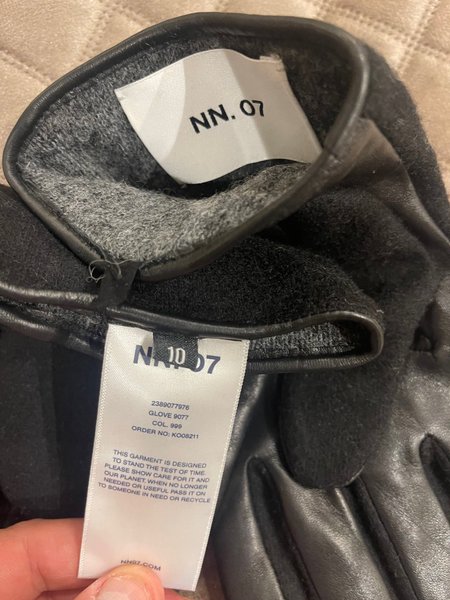 NN. 07
10
NN. 07
2389077976
GLOVE 9077
COL. 999
ORDER NO: KO08211
THIS GARMENT IS DESIGNED
TO STAND THE TEST OF TIME.
PLEASE SHOW CARE FOR IT AND
OUR PLANET. WHEN NO LONGER
NEEDED OR USEFUL PASS IT ON
TO SOMEONE IN NEED OR RECYCLE
NN07.COM